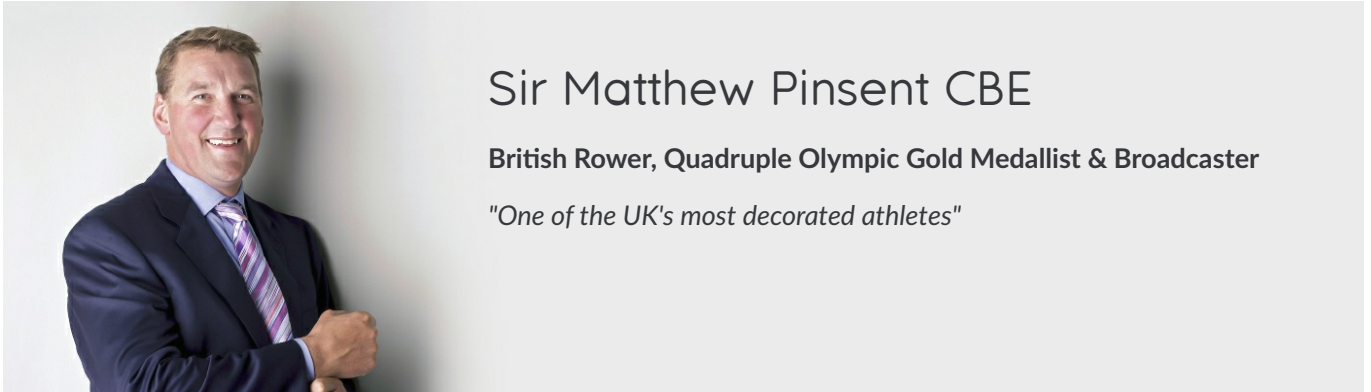 Sir Matthew Pinsent CBE
British Rower, Quadruple Olympic Gold Medallist & Broadcaster
"One of the UK's most decorated athletes"